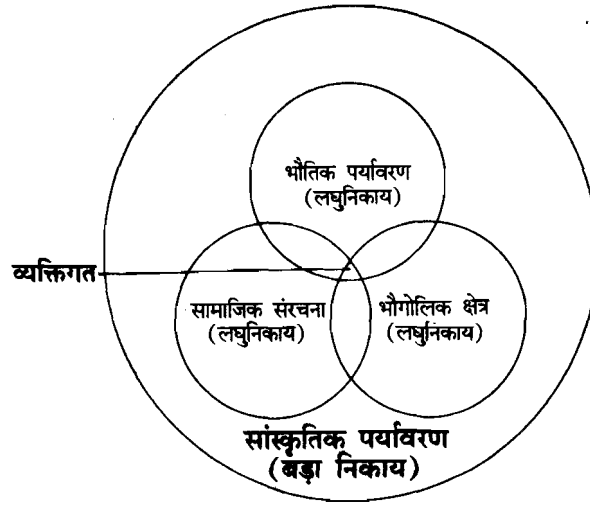 भौतिक पर्यावरण
(लघुनिकाय)
व्यक्तिगत
सामाजिक संरचना
(लघुनिकाय)
भौगोलिक क्षेत्र
(लघुनिकाय)
सांस्कृतिक पर्यावरण
(बड़ा निकाय)